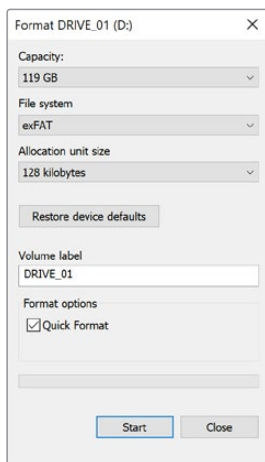 Format DRIVE_01 (D:)
Capacity:
119 GB
File system
exFAT
Allocation unit size
128 kilobytes
Restore device defaults
Volume label
DRIVE_01
Format options
Quick Format
Start Close